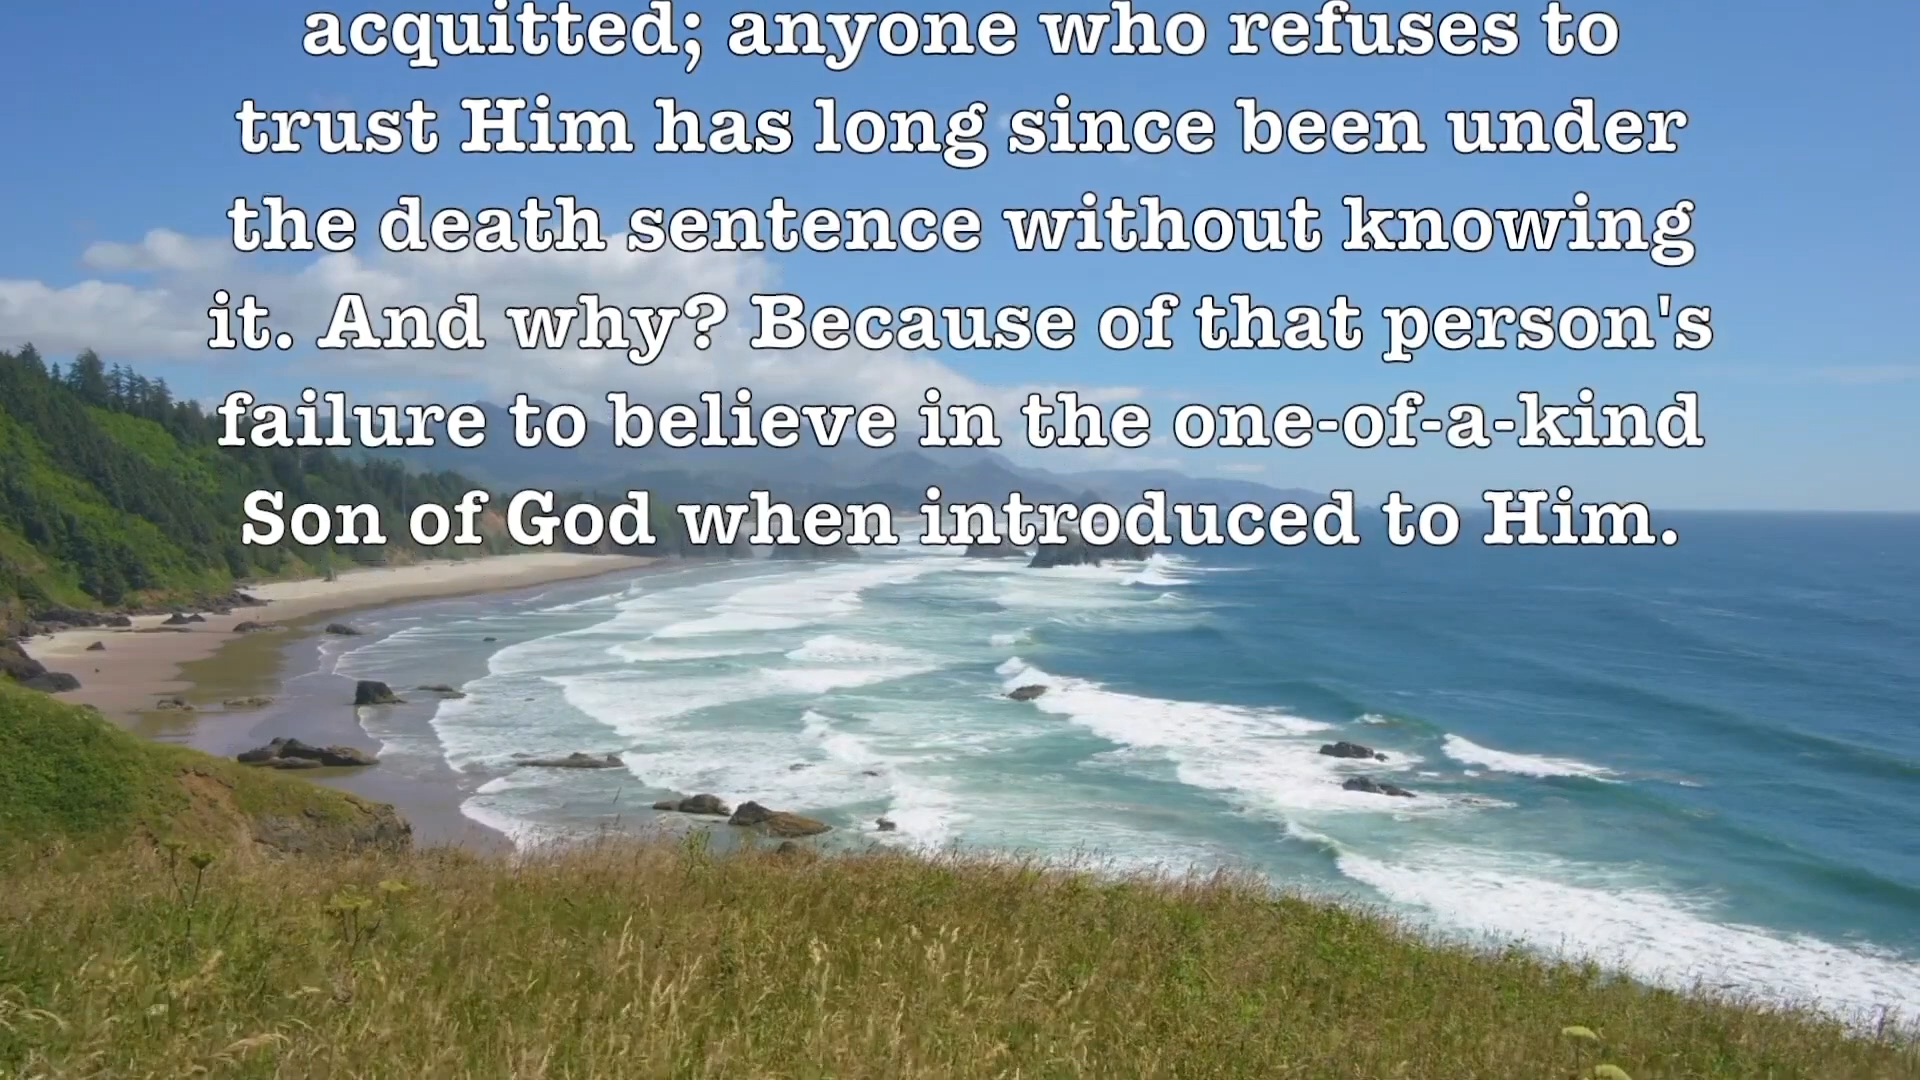 acquitted; anyone who refuses to
trust Him has long since been under
the death sentence without knowing
it. And why? Because of that person's
failure to believe in the one-of-a-kind
Son of God when introduced to Him.